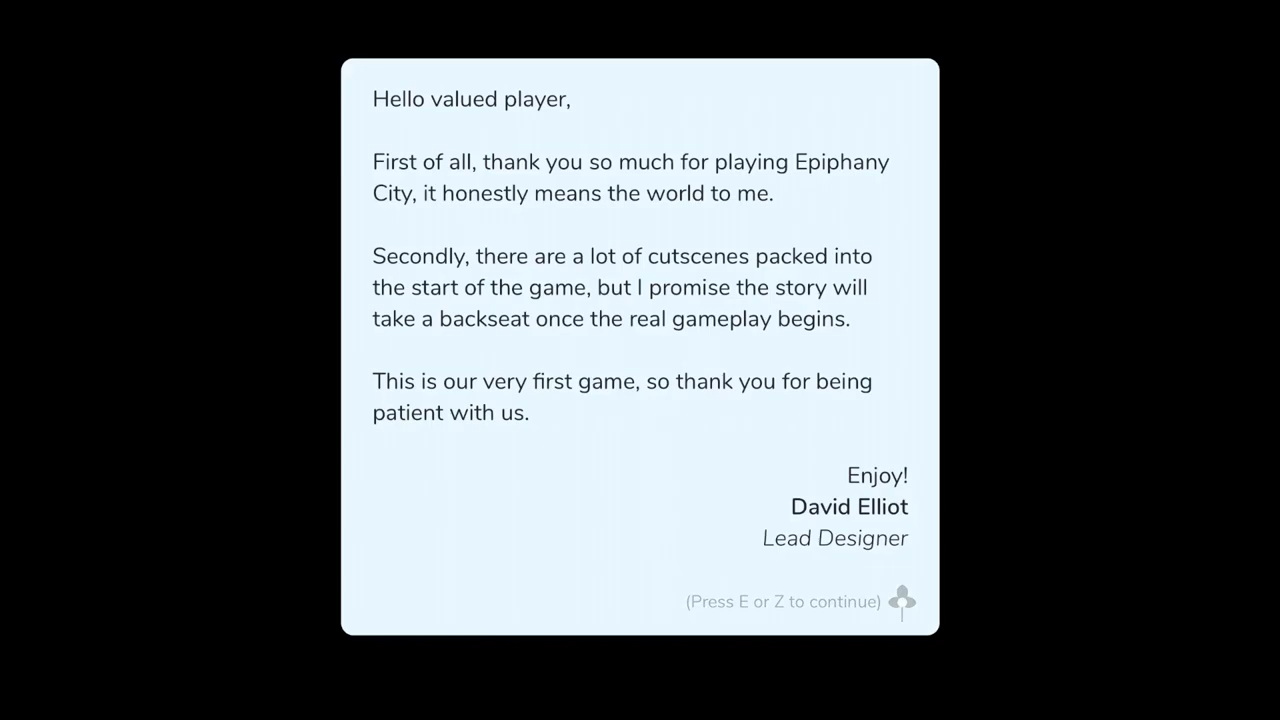 Hello valued player,
First of all, thank you so much for playing Epiphany
City, it honestly means the world to me.
Secondly, there are a lot of cutscenes packed into
the start of the game, but I promise the story will
take a backseat once the real gameplay begins.
This is our very first game, so thank you for being
patient with us.
Enjoy!
David Elliot
Lead Designer
(Press E or Z to continue)